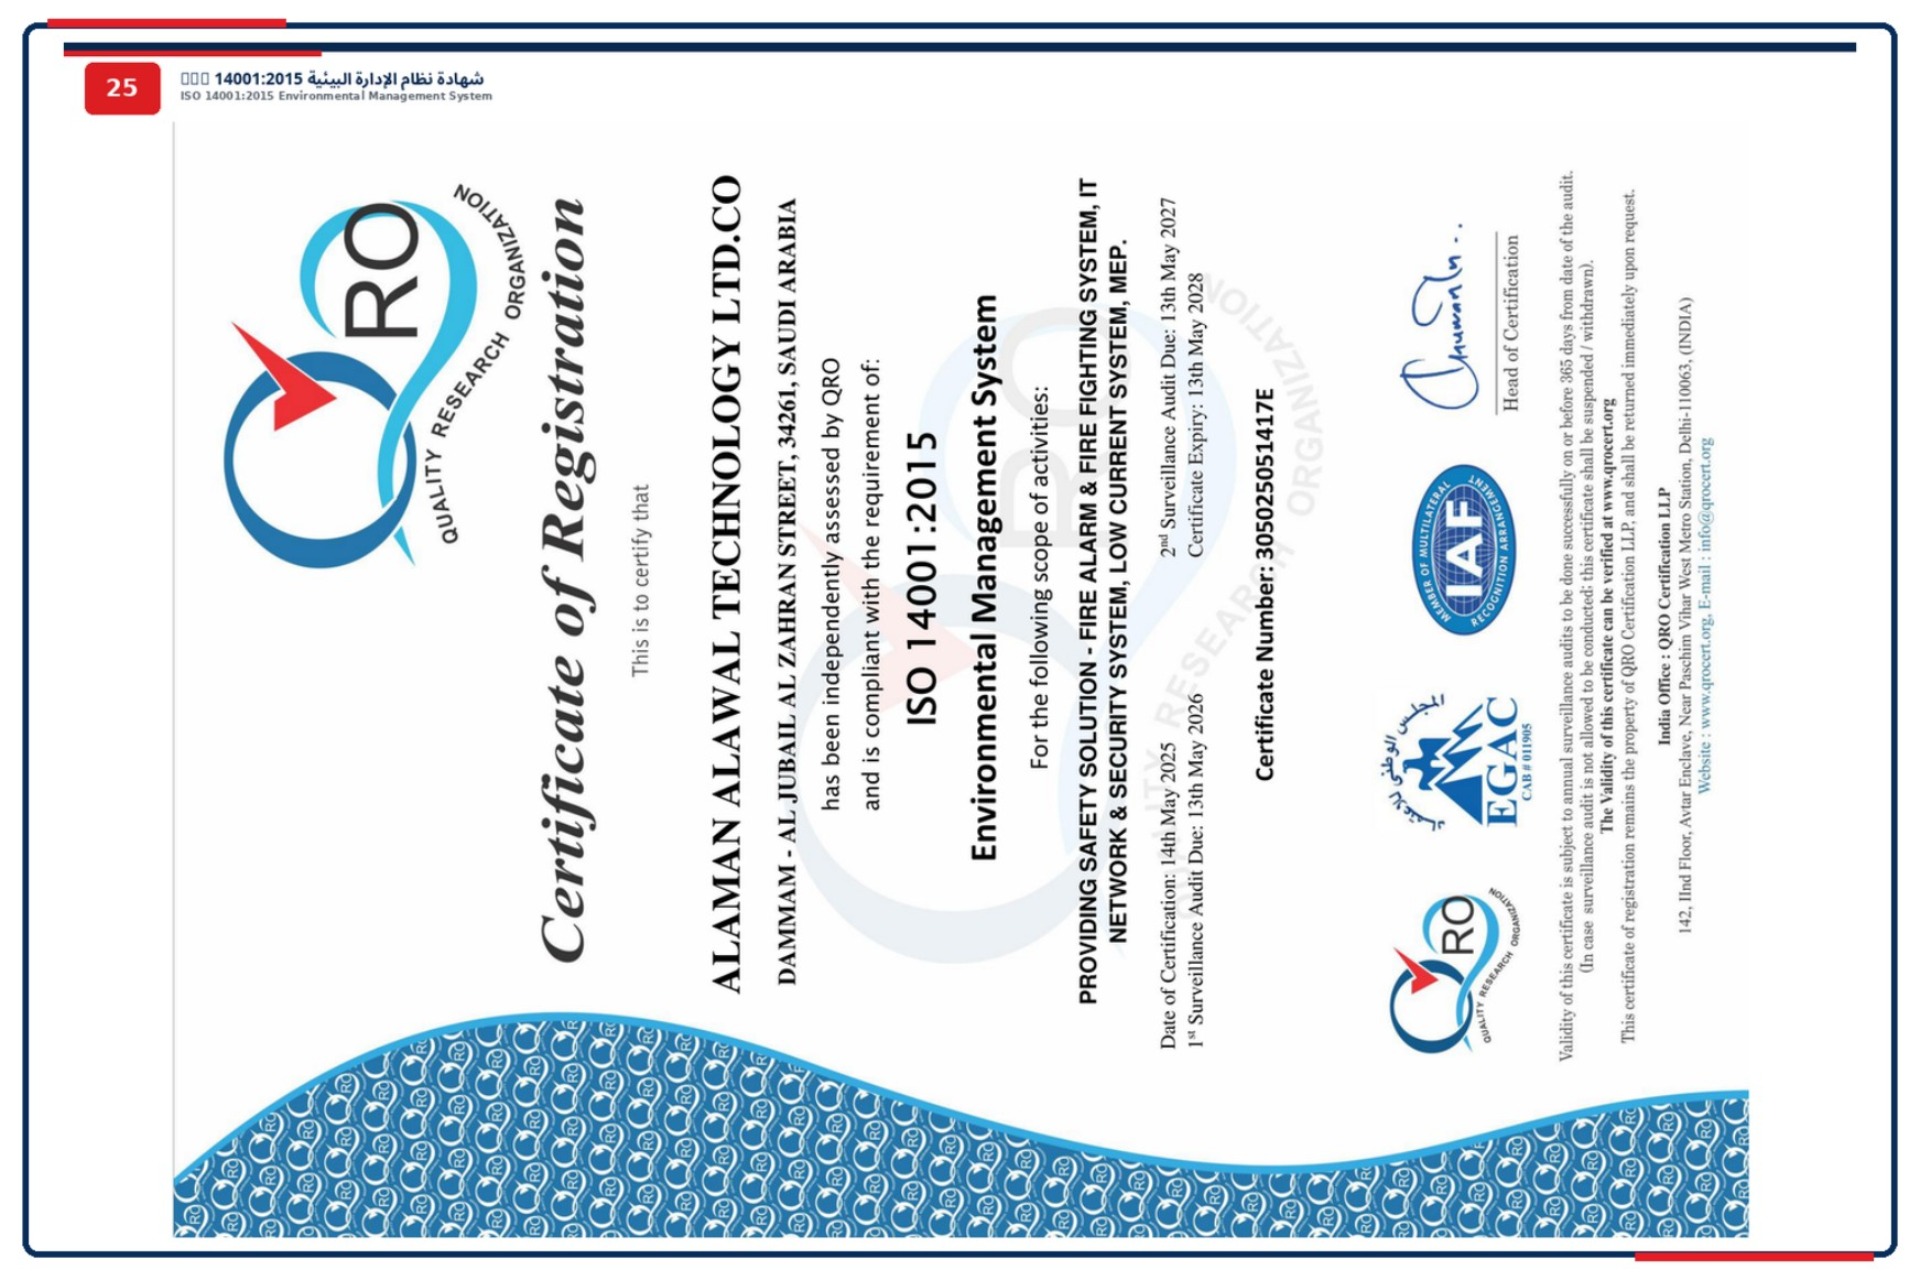 25
شهادة نظام الإدارة البيئية 14001:2015
ISO 14001:2015 Environmental Management System
QRO
QUALITY RESEARCH ORGANIZATION
Certificate of Registration
This is to certify that
ALAMAN ALAWAL TECHNOLOGY LTD.CO
DAMMAM - AL JUBAIL AL ZAHRAN STREET, 34261, SAUDI ARABIA
has been independently assessed by QRO
and is compliant with the requirement of:
ISO 14001:2015
Environmental Management System
For the following scope of activities:
PROVIDING SAFETY SOLUTION - FIRE ALARM & FIRE FIGHTING SYSTEM, IT
NETWORK & SECURITY SYSTEM, LOW CURRENT SYSTEM, MEP.
Date of Certification: 14th May 2025 2nd Surveillance Audit Due: 13th May 2027
1st Surveillance Audit Due: 13th May 2026 Certificate Expiry: 13th May 2028
Certificate Number: 305025051417E
QRO
QUALITY RESEARCH ORGANIZATION
المجلس الوطنى للاعتماد
EGAC
CAB # 011905
MEMBER OF MULTILATERAL
IAF
RECOGNITION ARRANGEMENT
Head of Certification
Validity of this certificate is subject to annual surveillance audits to be done successfully on or before 365 days from date of the audit.
(In case surveillance audit is not allowed to be conducted; this certificate shall be suspended / withdrawn).
The Validity of this certificate can be verified at www.qrocert.org
This certificate of registration remains the property of QRO Certification LLP, and shall be returned immediately upon request.
India Office : QRO Certification LLP
142, IInd Floor, Avtar Enclave, Near Paschim Vihar West Metro Station, Delhi-110063, (INDIA)
Website : www.qrocert.org, E-mail : info@qrocert.org